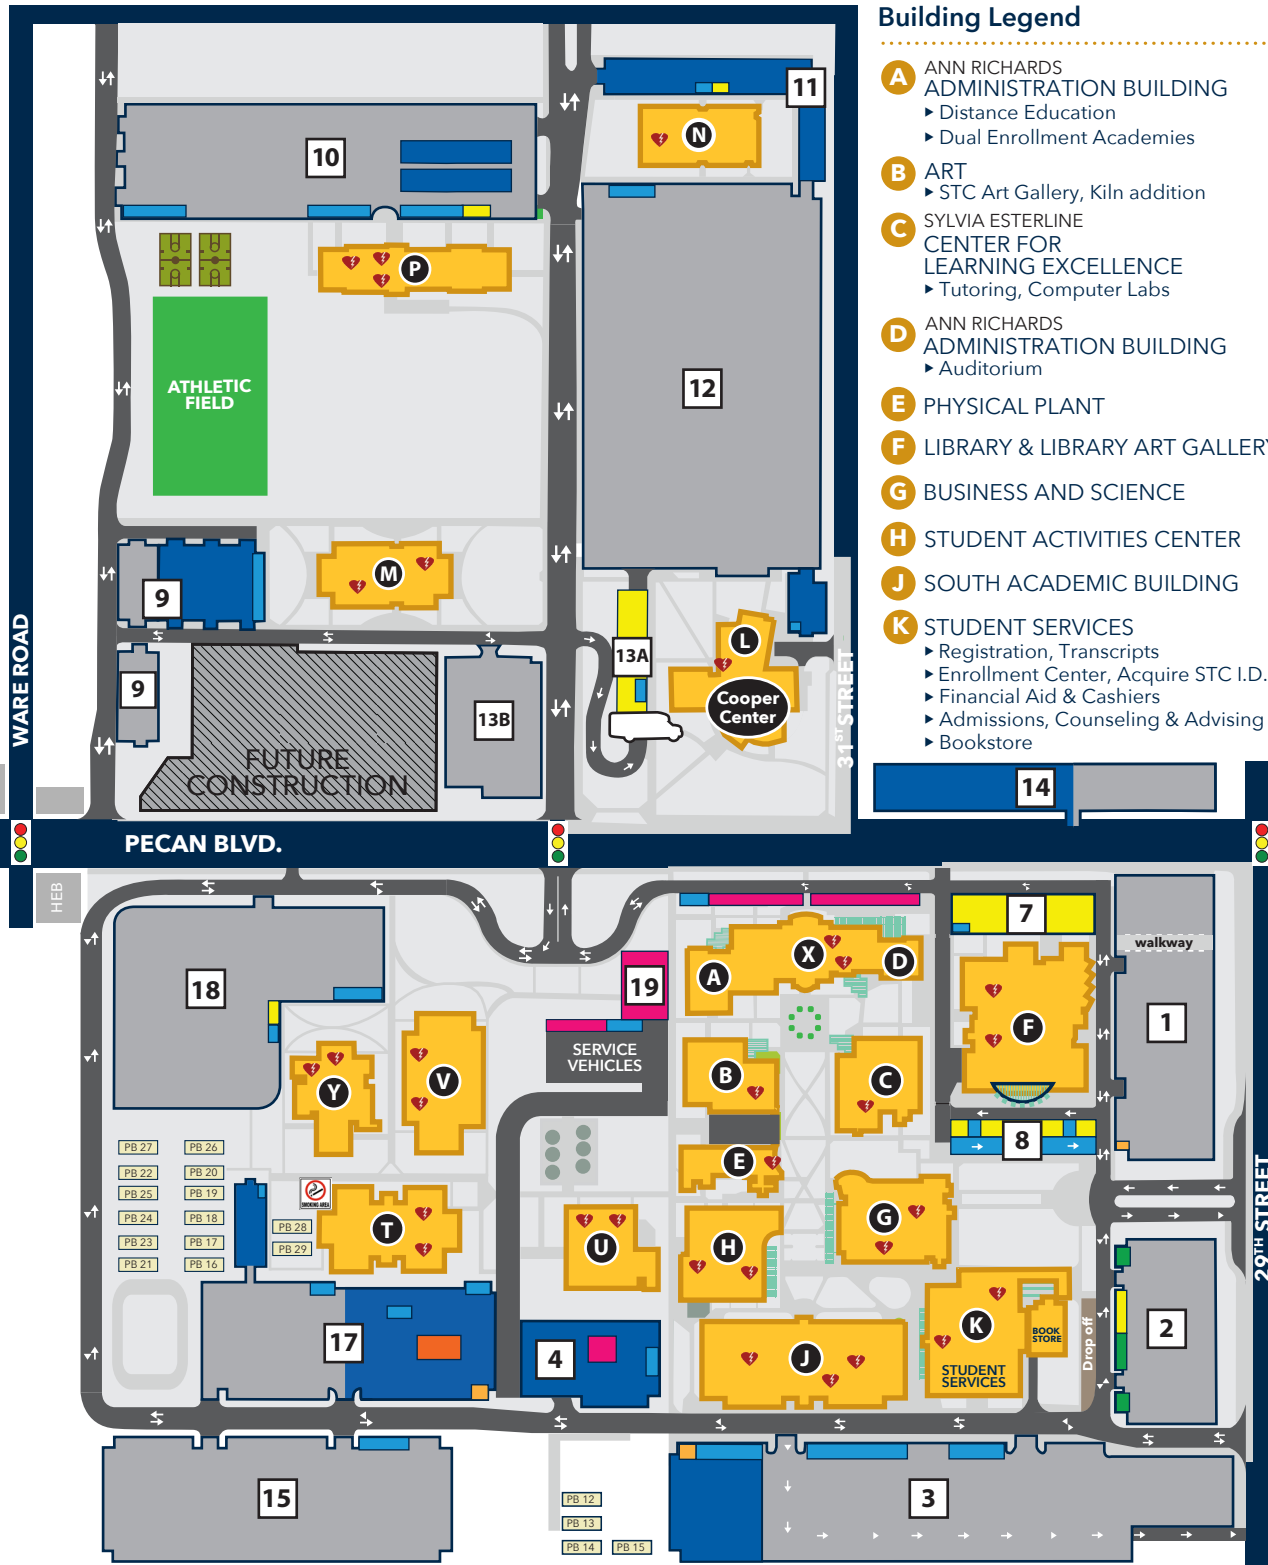 Building Legend
A ANN RICHARDS
ADMINISTRATION BUILDING
▸ Distance Education
▸ Dual Enrollment Academies
B ART
▸ STC Art Gallery, Kiln addition
C SYLVIA ESTERLINE
CENTER FOR
LEARNING EXCELLENCE
▸ Tutoring, Computer Labs
D ANN RICHARDS
ADMINISTRATION BUILDING
▸ Auditorium
E PHYSICAL PLANT
F LIBRARY & LIBRARY ART GALLERY
G BUSINESS AND SCIENCE
H STUDENT ACTIVITIES CENTER
J SOUTH ACADEMIC BUILDING
K STUDENT SERVICES
▸ Registration, Transcripts
▸ Enrollment Center, Acquire STC I.D.
▸ Financial Aid & Cashiers
▸ Admissions, Counseling & Advising
▸ Bookstore
11
N
10
P
12
ATHLETIC
FIELD
M
9
L
13A
Cooper
Center
9
13B
WARE ROAD
31ST STREET
FUTURE
CONSTRUCTION
14
PECAN BLVD.
HEB
7
walkway
X
D
A
18
19
F
1
SERVICE
VEHICLES
B
C
V
Y
8
PB 27
PB 26
E
PB 22
PB 20
PB 25
PB 19
SMOKING AREA
PB 24
PB 18
PB 28
T
G
PB 23
PB 17
PB 29
U
H
PB 21
PB 16
29TH STREET
17
4
J
K
BOOK
STORE
STUDENT
SERVICES
Drop off
2
15
3
PB 12
PB 13
PB 14
PB 15